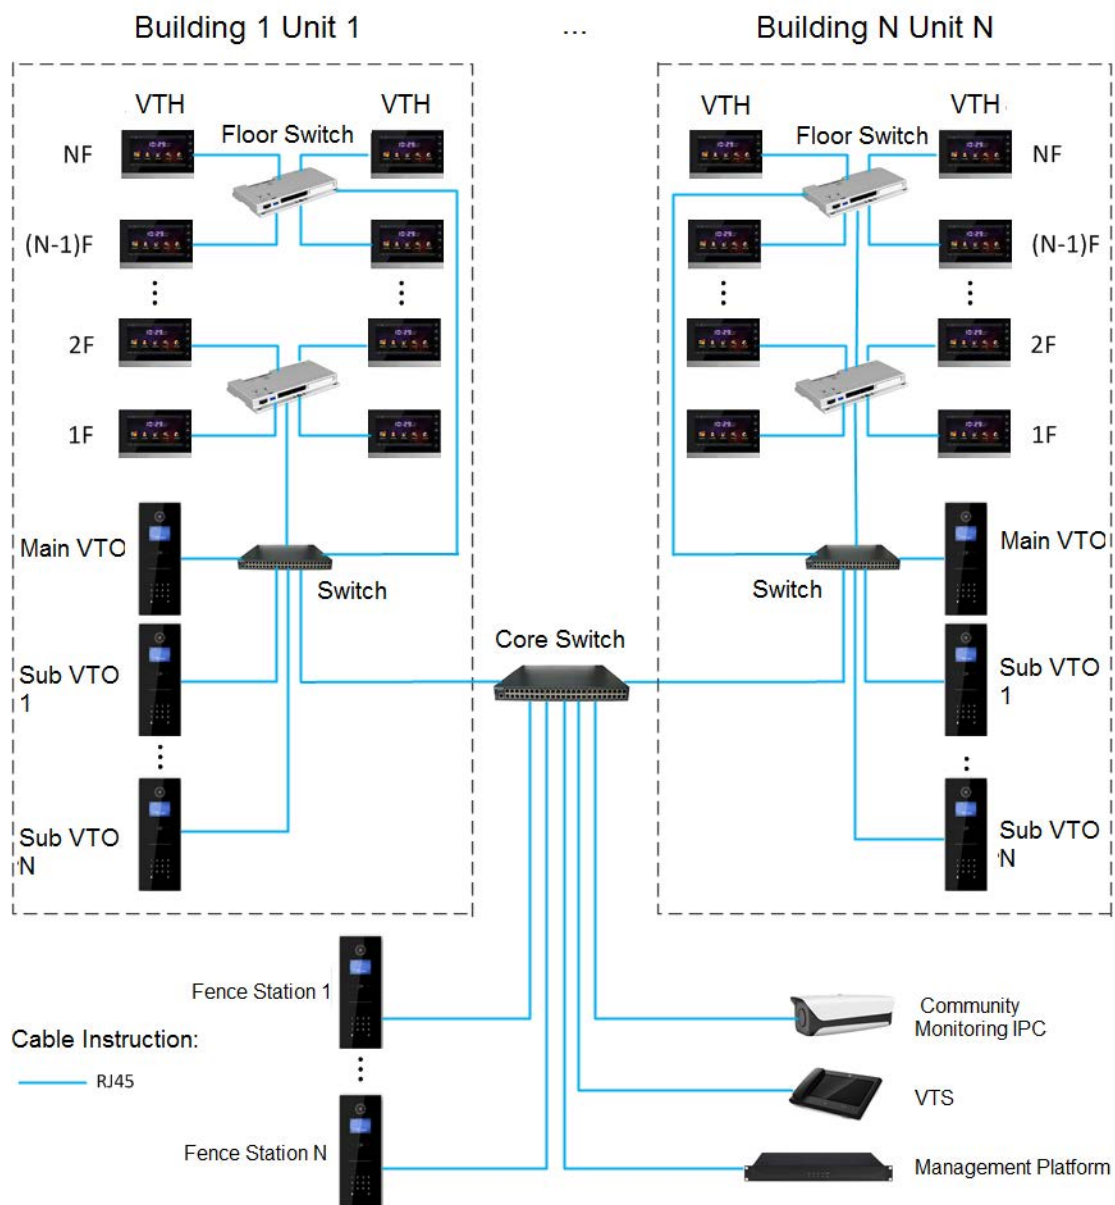 Building 1 Unit 1
...
Building N Unit N
VTH
VTH
VTH
VTH
Floor Switch
Floor Switch
NF
NF
(N-1)F
(N-1)F
2F
2F
1F
1F
Main VTO
Main VTO
Switch
Switch
Core Switch
Sub VTO
1
Sub VTO
1
Sub VTO
N
Sub VTO
N
Fence Station 1
Community
Monitoring IPC
Cable Instruction:
RJ45
VTS
Fence Station N
Management Platform